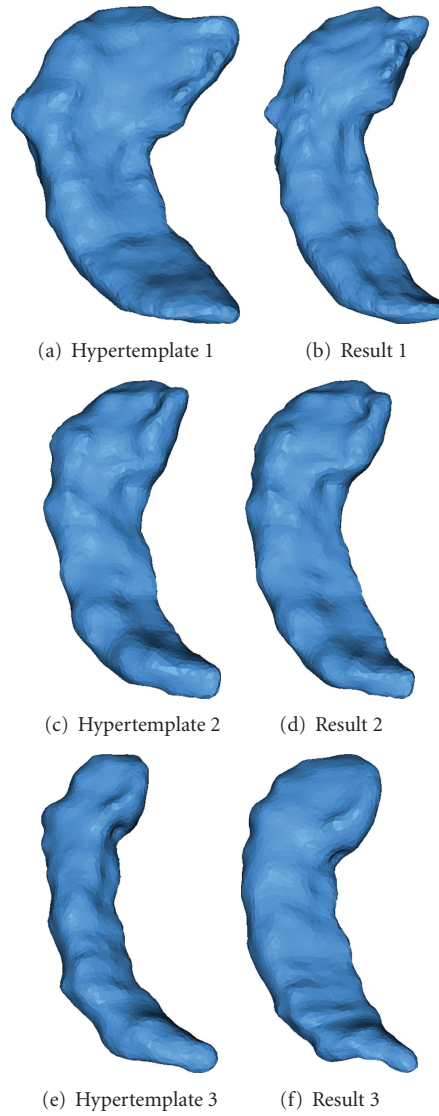 (a) Hypertemplate 1
(b) Result 1
(c) Hypertemplate 2
(d) Result 2
(e) Hypertemplate 3
(f) Result 3